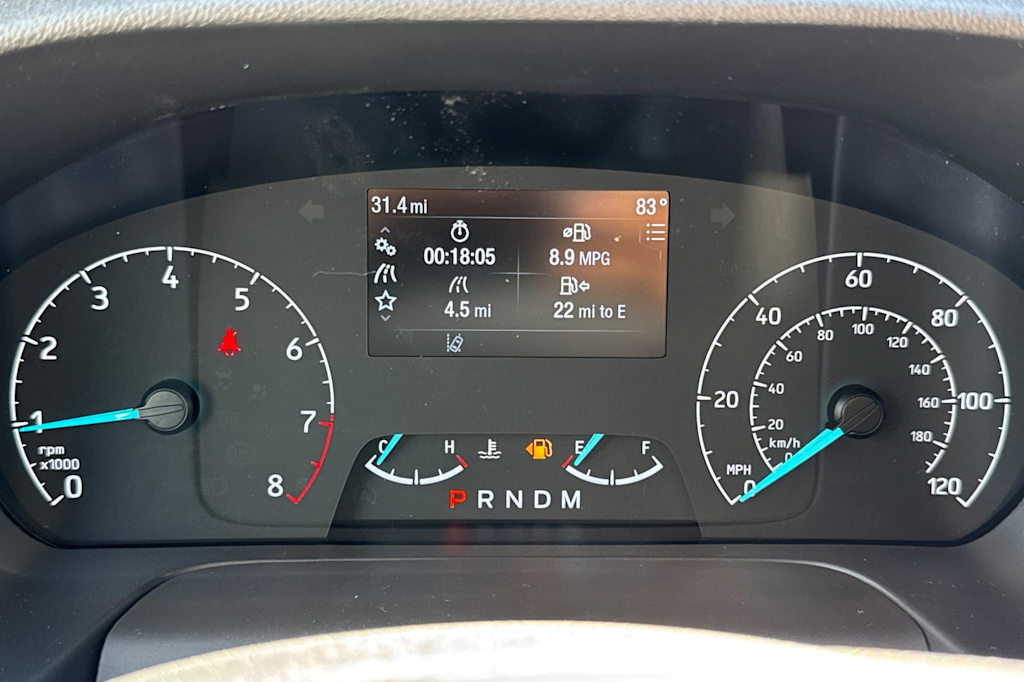 31.4 mi 83°
00:18:05 8.9 MPG
4.5 mi 22 mi to E
0 1 2 3 4 5 6 7 8
rpm
x1000
C H
E F
P R N D M
0 20 40 60 80 100 120
MPH
0 20 40 60 80 100 120 140 160 180
km/h